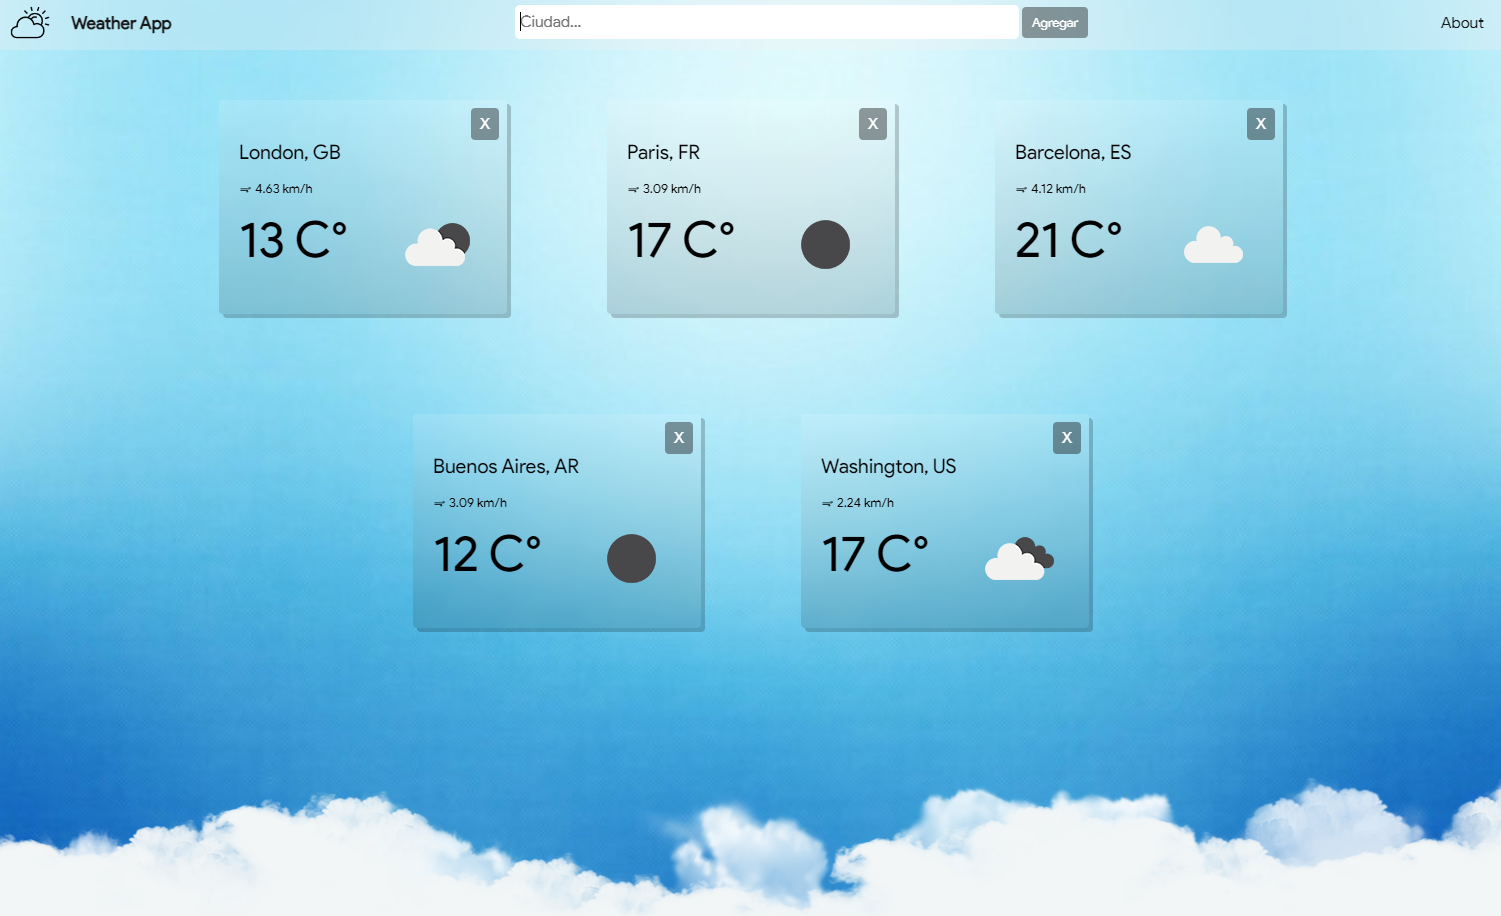 Weather App
Ciudad...
Agregar
About
X
London, GB
4.63 km/h
13 C°
X
Paris, FR
3.09 km/h
17 C°
X
Barcelona, ES
4.12 km/h
21 C°
X
Buenos Aires, AR
3.09 km/h
12 C°
X
Washington, US
2.24 km/h
17 C°